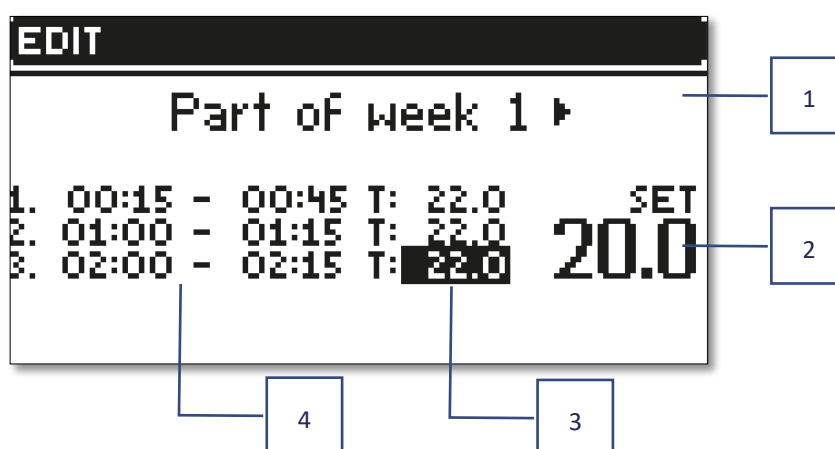 EDIT
Part of week 1
1. 00:15 - 00:45 T: 22.0
2. 01:00 - 01:15 T: 22.0
3. 02:00 - 02:15 T: 22.0
SET
20.0
1
2
3
4